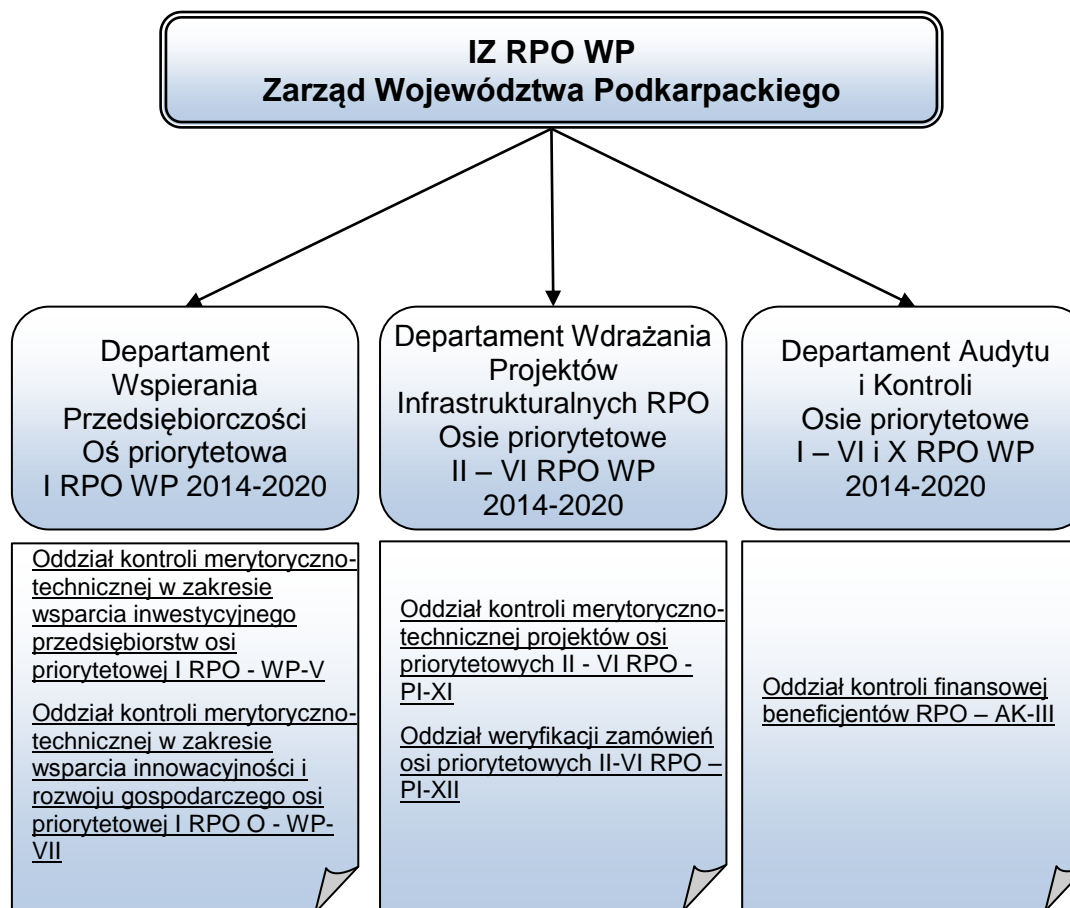 IZ RPO WP
Zarząd Województwa Podkarpackiego
Departament
Wspierania
Przedsiębiorczości
Oś priorytetowa
I RPO WP 2014-2020
Departament Wdrażania
Projektów
Infrastrukturalnych RPO
Osie priorytetowe
II – VI RPO WP
2014-2020
Departament Audytu
i Kontroli
Osie priorytetowe
I – VI i X RPO WP
2014-2020
Oddział kontroli merytoryczno-
technicznej w zakresie
wsparcia inwestycyjnego
przedsiębiorstw osi
priorytetowej I RPO - WP-V
Oddział kontroli merytoryczno-
technicznej w zakresie
wsparcia innowacyjności i
rozwoju gospodarczego osi
priorytetowej I RPO O - WP-
VII
Oddział kontroli merytoryczno-
technicznej projektów osi
priorytetowych II - VI RPO -
PI-XI
Oddział weryfikacji zamówień
osi priorytetowych II-VI RPO –
PI-XII
Oddział kontroli finansowej
beneficjentów RPO – AK-III